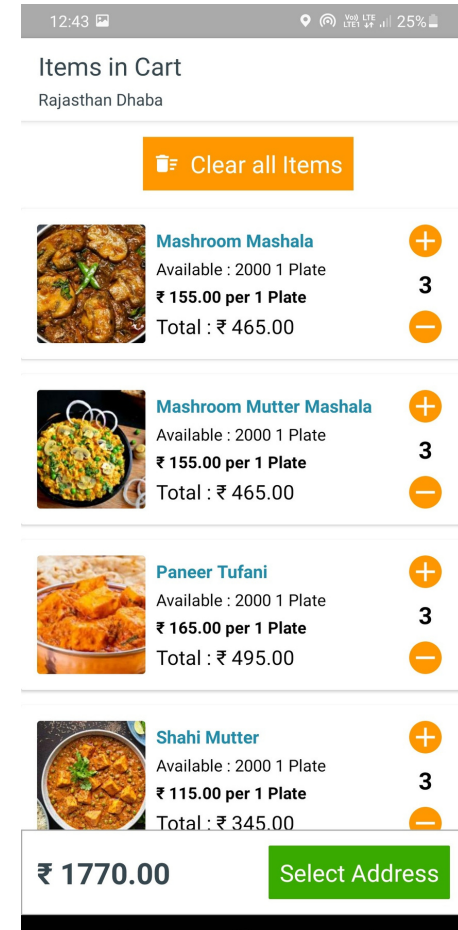 12:43
Voo) LTE LTE1 25%
Items in Cart
Rajasthan Dhaba
Clear all Items
Mashroom Mashala
Available : 2000 1 Plate
₹ 155.00 per 1 Plate
Total : ₹ 465.00
3
Mashroom Mutter Mashala
Available : 2000 1 Plate
₹ 155.00 per 1 Plate
Total : ₹ 465.00
3
Paneer Tufani
Available : 2000 1 Plate
₹ 165.00 per 1 Plate
Total : ₹ 495.00
3
Shahi Mutter
Available : 2000 1 Plate
₹ 115.00 per 1 Plate
Total : ₹ 345.00
3
₹ 1770.00
Select Address